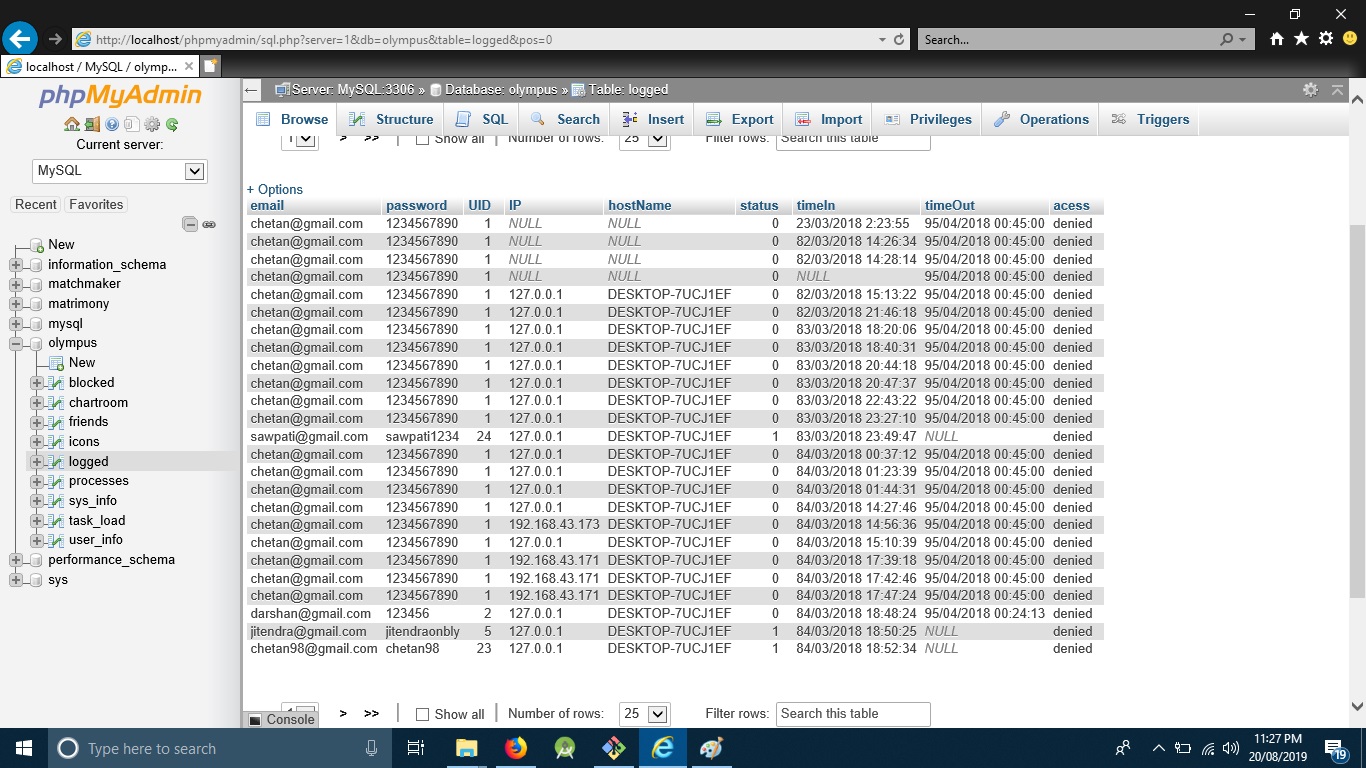 http://localhost/phpmyadmin/sql.php?server=1&db=olympus&table=logged&pos=0
Search...
localhost / MySQL / olymp...
phpMyAdmin
Current server:
MySQL
Recent Favorites
New
information_schema
matchmaker
matrimony
mysql
olympus
New
blocked
chartroom
friends
icons
logged
processes
sys_info
task_load
user_info
performance_schema
sys
Server: MySQL:3306 » Database: olympus » Table: logged
Browse Structure SQL Search Insert Export Import Privileges Operations Triggers
1 > >> Show all Number of rows: 25 Filter rows: Search this table
+ Options
email password UID IP hostName status timeIn timeOut acess
chetan@gmail.com 1234567890 1 NULL NULL 0 23/03/2018 2:23:55 95/04/2018 00:45:00 denied
chetan@gmail.com 1234567890 1 NULL NULL 0 82/03/2018 14:26:34 95/04/2018 00:45:00 denied
chetan@gmail.com 1234567890 1 NULL NULL 0 82/03/2018 14:28:14 95/04/2018 00:45:00 denied
chetan@gmail.com 1234567890 1 NULL NULL 0 NULL 95/04/2018 00:45:00 denied
chetan@gmail.com 1234567890 1 127.0.0.1 DESKTOP-7UCJ1EF 0 82/03/2018 15:13:22 95/04/2018 00:45:00 denied
chetan@gmail.com 1234567890 1 127.0.0.1 DESKTOP-7UCJ1EF 0 82/03/2018 21:46:18 95/04/2018 00:45:00 denied
chetan@gmail.com 1234567890 1 127.0.0.1 DESKTOP-7UCJ1EF 0 83/03/2018 18:20:06 95/04/2018 00:45:00 denied
chetan@gmail.com 1234567890 1 127.0.0.1 DESKTOP-7UCJ1EF 0 83/03/2018 18:40:31 95/04/2018 00:45:00 denied
chetan@gmail.com 1234567890 1 127.0.0.1 DESKTOP-7UCJ1EF 0 83/03/2018 20:44:18 95/04/2018 00:45:00 denied
chetan@gmail.com 1234567890 1 127.0.0.1 DESKTOP-7UCJ1EF 0 83/03/2018 20:47:37 95/04/2018 00:45:00 denied
chetan@gmail.com 1234567890 1 127.0.0.1 DESKTOP-7UCJ1EF 0 83/03/2018 22:43:22 95/04/2018 00:45:00 denied
chetan@gmail.com 1234567890 1 127.0.0.1 DESKTOP-7UCJ1EF 0 83/03/2018 23:27:10 95/04/2018 00:45:00 denied
sawpati@gmail.com sawpati1234 24 127.0.0.1 DESKTOP-7UCJ1EF 1 83/03/2018 23:49:47 NULL denied
chetan@gmail.com 1234567890 1 127.0.0.1 DESKTOP-7UCJ1EF 0 84/03/2018 00:37:12 95/04/2018 00:45:00 denied
chetan@gmail.com 1234567890 1 127.0.0.1 DESKTOP-7UCJ1EF 0 84/03/2018 01:23:39 95/04/2018 00:45:00 denied
chetan@gmail.com 1234567890 1 127.0.0.1 DESKTOP-7UCJ1EF 0 84/03/2018 01:44:31 95/04/2018 00:45:00 denied
chetan@gmail.com 1234567890 1 127.0.0.1 DESKTOP-7UCJ1EF 0 84/03/2018 14:27:46 95/04/2018 00:45:00 denied
chetan@gmail.com 1234567890 1 192.168.43.173 DESKTOP-7UCJ1EF 0 84/03/2018 14:56:36 95/04/2018 00:45:00 denied
chetan@gmail.com 1234567890 1 127.0.0.1 DESKTOP-7UCJ1EF 0 84/03/2018 15:10:39 95/04/2018 00:45:00 denied
chetan@gmail.com 1234567890 1 192.168.43.171 DESKTOP-7UCJ1EF 0 84/03/2018 17:39:18 95/04/2018 00:45:00 denied
chetan@gmail.com 1234567890 1 192.168.43.171 DESKTOP-7UCJ1EF 0 84/03/2018 17:42:46 95/04/2018 00:45:00 denied
chetan@gmail.com 1234567890 1 192.168.43.171 DESKTOP-7UCJ1EF 0 84/03/2018 17:47:24 95/04/2018 00:45:00 denied
darshan@gmail.com 123456 2 127.0.0.1 DESKTOP-7UCJ1EF 0 84/03/2018 18:48:24 95/04/2018 00:24:13 denied
jitendra@gmail.com jitendraonbly 5 127.0.0.1 DESKTOP-7UCJ1EF 1 84/03/2018 18:50:25 NULL denied
chetan98@gmail.com chetan98 23 127.0.0.1 DESKTOP-7UCJ1EF 1 84/03/2018 18:52:34 NULL denied
> >> Show all Number of rows: 25 Filter rows: Search this table
Console
Type here to search
11:27 PM
20/08/2019
19